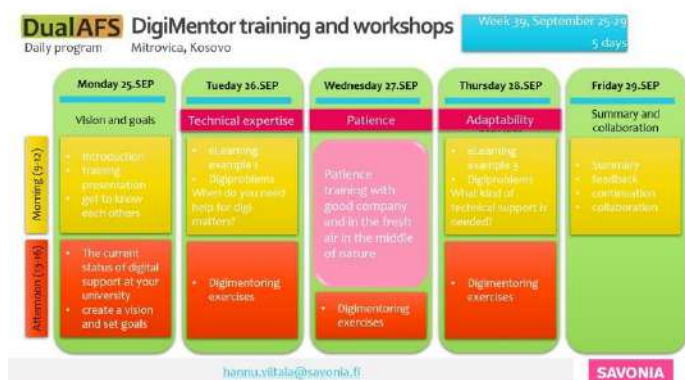 DualAFS
DigiMentor training and workshops
Daily program
Mitrovica, Kosovo
Week 39, September 25-29
5 days
Monday 25.SEP
Tueday 26.SEP
Wednesday 27.SEP
Thursday 28.SEP
Friday 29.SEP
Vision and goals
Technical expertise
Patience
Adaptability
Summary and
collaboration
Morning (9-12)
• Introduction
• training
presentation
• get to know
each others
• eLearning
example 1
• Digiproblems
When do you need
help for digi
matters?
Patience
training with
good company
and in the fresh
air in the middle
of nature
• eLearning
example 3
• Digiproblems
What kind of
technical support is
needed?
• Summary
• feedback
• continuation
• collaboration
Afternoon (13-16)
• The current
status of digital
support at your
university
• create a vision
and set goals
• Digimentoring
exercises
• Digimentoring
exercises
• Digimentoring
exercises
hannu.viitala@savonia.fi
SAVONIA